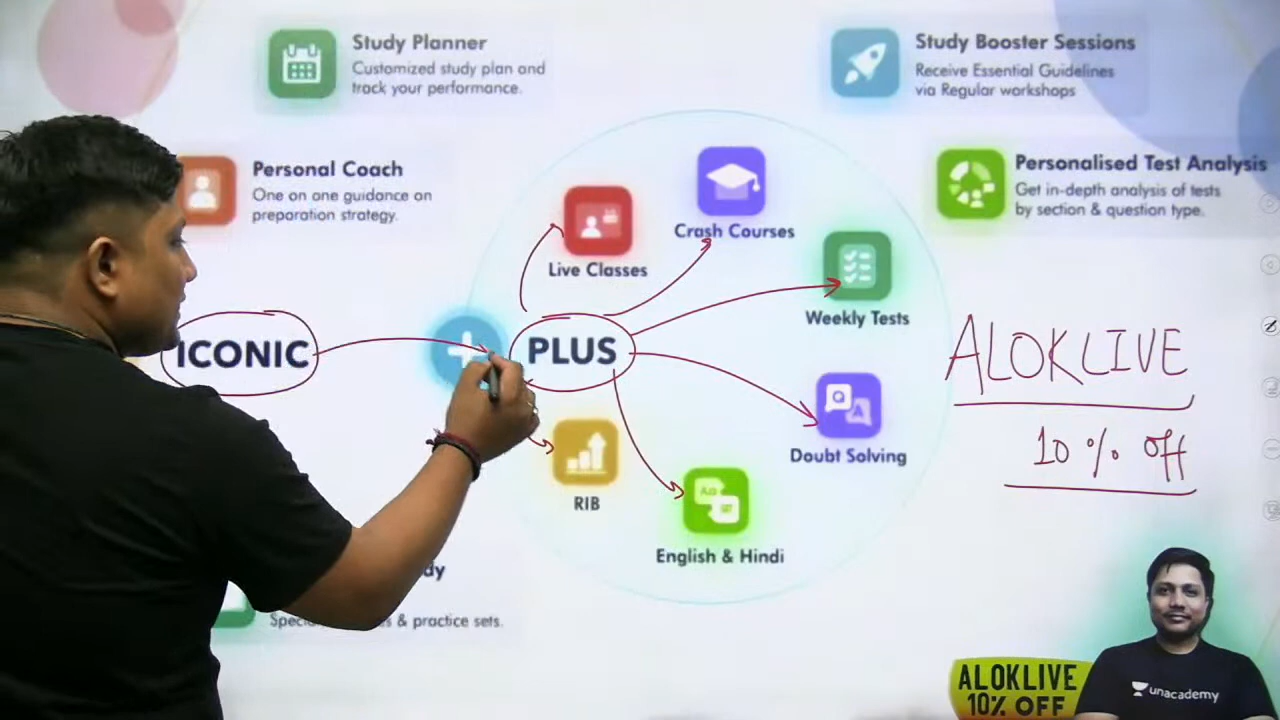 Study Planner
Customized study plan and
track your performance.
Study Booster Sessions
Receive Essential Guidelines
via Regular workshops
Personal Coach
One on one guidance on
preparation strategy.
Personalised Test Analysis
Get in-depth analysis of tests
by section & question type.
Live Classes
Crash Courses
Weekly Tests
ICONIC
+
PLUS
ALOKLIVE
10 % off
Doubt Solving
RIB
English & Hindi
& practice sets.
ALOKLIVE
10% OFF
unacademy